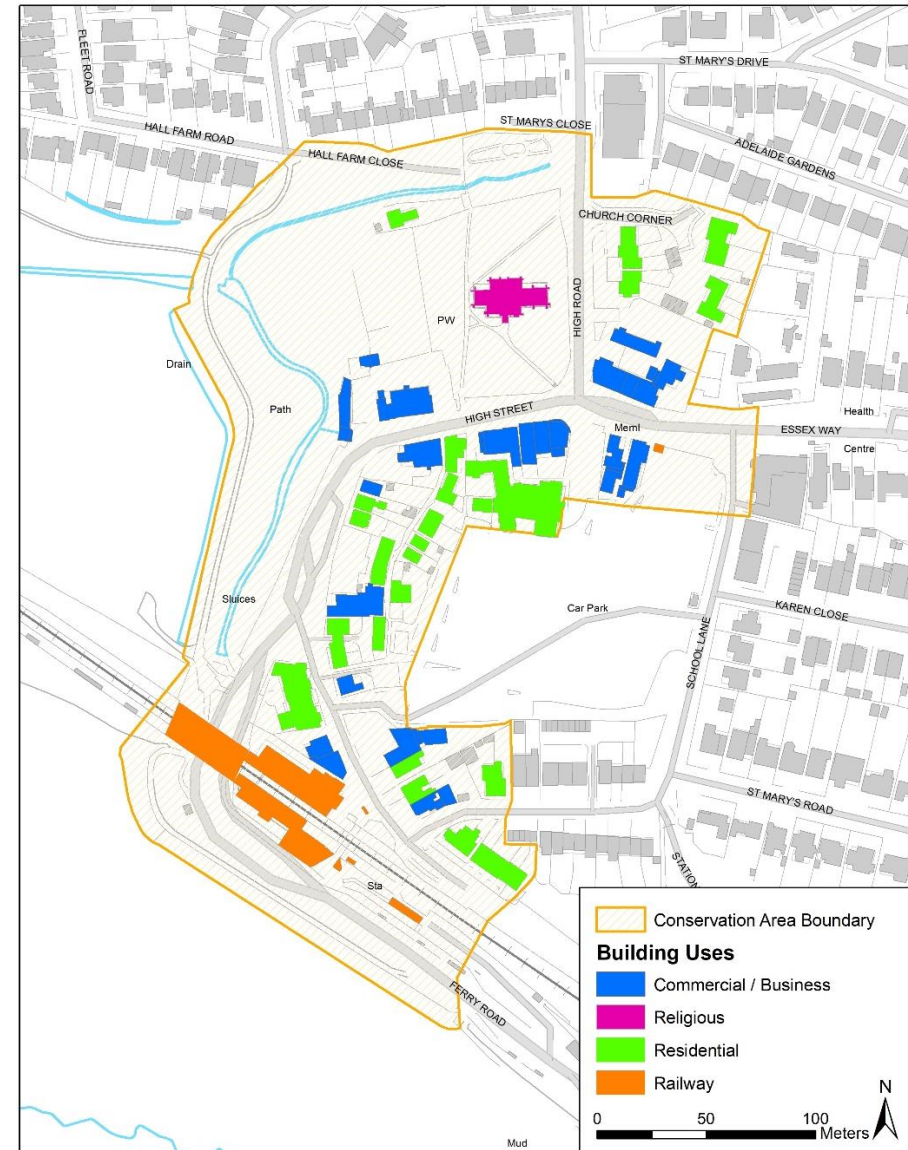 FLEET ROAD
ST MARY'S DRIVE
HALL FARM ROAD
ST MARYS CLOSE
ADELAIDE GARDENS
HALL FARM CLOSE
CHURCH CORNER
HIGH ROAD
PW
Drain
Path
HIGH STREET
Meml
Health
ESSEX WAY
Centre
Sluices
Car Park
KAREN CLOSE
SCHOOL LANE
ST MARY'S ROAD
STATION
Sta
FERRY ROAD
Mud
Conservation Area Boundary
Building Uses
Commercial / Business
Religious
Residential
Railway
N
0 50 100
Meters